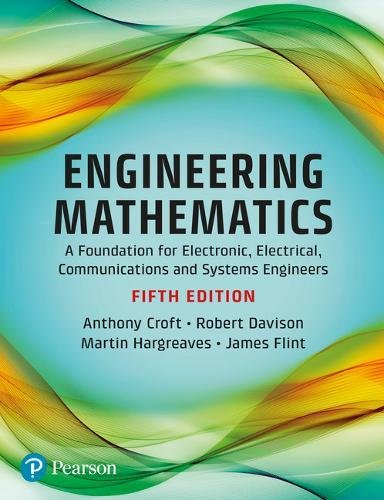 ENGINEERING
MATHEMATICS
A Foundation for Electronic, Electrical,
Communications and Systems Engineers
FIFTH EDITION
Anthony Croft • Robert Davison
Martin Hargreaves • James Flint
Pearson